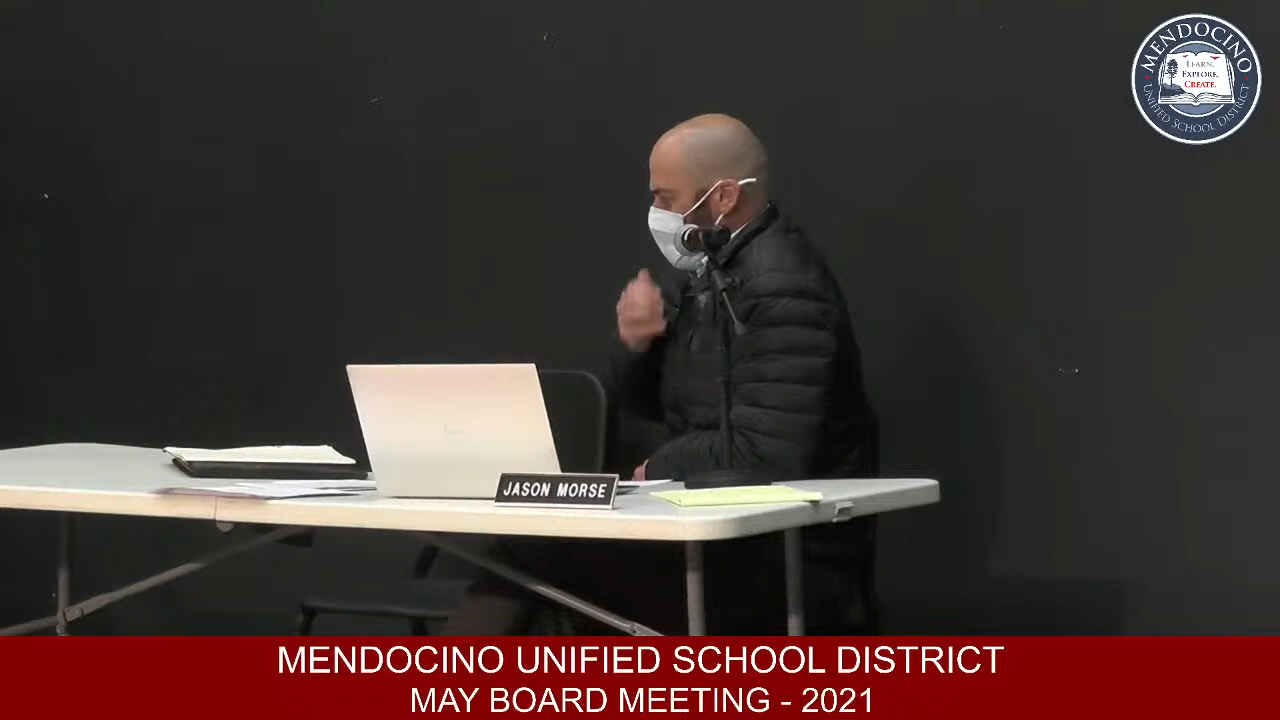 MENDOCINO
LEARN.
EXPLORE.
CREATE.
UNIFIED SCHOOL DISTRICT
JASON MORSE
MENDOCINO UNIFIED SCHOOL DISTRICT
MAY BOARD MEETING - 2021